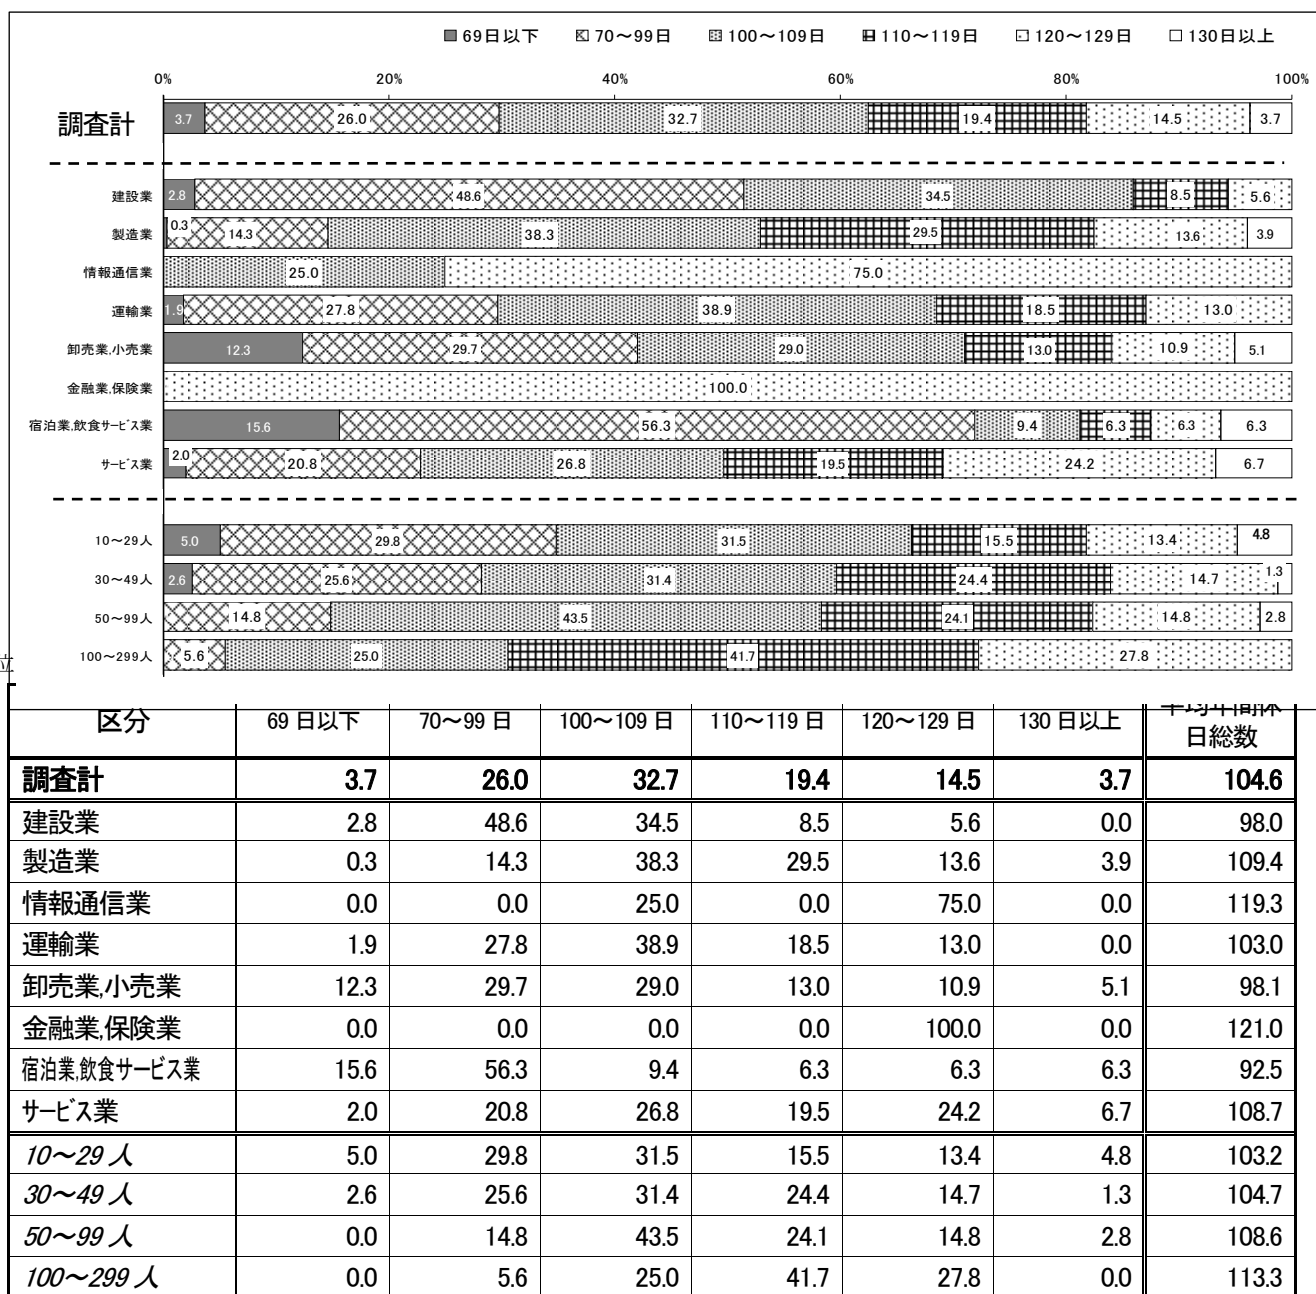 69日以下 70～99日 100～109日 110～119日 120～129日 130日以上
0% 20% 40% 60% 80% 100%
調査計 3.7 26.0 32.7 19.4 14.5 3.7
建設業 2.8 48.6 34.5 8.5 5.6
製造業 0.3 14.3 38.3 29.5 13.6 3.9
情報通信業 25.0 75.0
運輸業 1.9 27.8 38.9 18.5 13.0
卸売業,小売業 12.3 29.7 29.0 13.0 10.9 5.1
金融業,保険業 100.0
宿泊業,飲食サービス業 15.6 56.3 9.4 6.3 6.3 6.3
サービス業 2.0 20.8 26.8 19.5 24.2 6.7
10～29人 5.0 29.8 31.5 15.5 13.4 4.8
30～49人 2.6 25.6 31.4 24.4 14.7 1.3
50～99人 14.8 43.5 24.1 14.8 2.8
100～299人 5.6 25.0 41.7 27.8
立
区分 69日以下 70～99日 100～109日 110～119日 120～129日 130日以上 平均年間休
日総数
調査計 3.7 26.0 32.7 19.4 14.5 3.7 104.6
建設業 2.8 48.6 34.5 8.5 5.6 0.0 98.0
製造業 0.3 14.3 38.3 29.5 13.6 3.9 109.4
情報通信業 0.0 0.0 25.0 0.0 75.0 0.0 119.3
運輸業 1.9 27.8 38.9 18.5 13.0 0.0 103.0
卸売業,小売業 12.3 29.7 29.0 13.0 10.9 5.1 98.1
金融業,保険業 0.0 0.0 0.0 0.0 100.0 0.0 121.0
宿泊業,飲食サービス業 15.6 56.3 9.4 6.3 6.3 6.3 92.5
サービス業 2.0 20.8 26.8 19.5 24.2 6.7 108.7
10～29人 5.0 29.8 31.5 15.5 13.4 4.8 103.2
30～49人 2.6 25.6 31.4 24.4 14.7 1.3 104.7
50～99人 0.0 14.8 43.5 24.1 14.8 2.8 108.6
100～299人 0.0 5.6 25.0 41.7 27.8 0.0 113.3